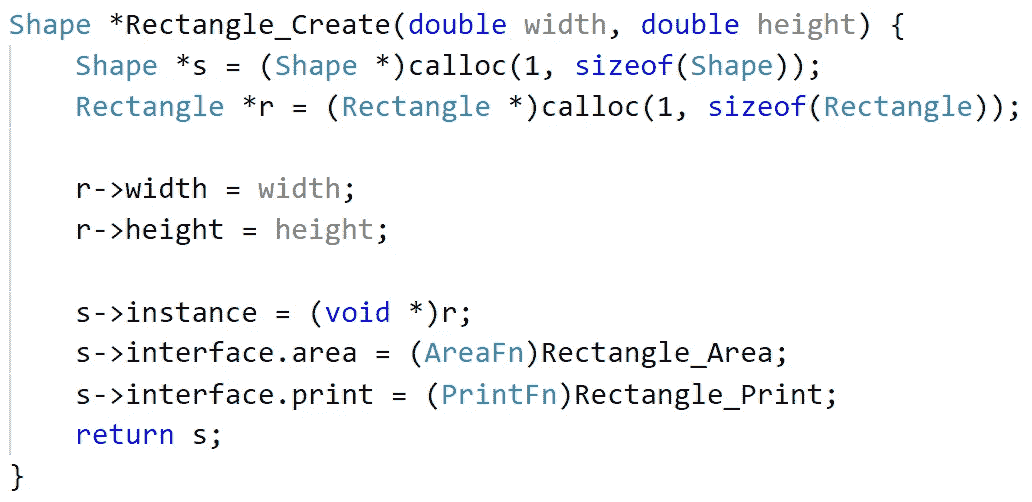 Shape *Rectangle_Create(double width, double height) {
    Shape *s = (Shape *)calloc(1, sizeof(Shape));
    Rectangle *r = (Rectangle *)calloc(1, sizeof(Rectangle));

    r->width = width;
    r->height = height;

    s->instance = (void *)r;
    s->interface.area = (AreaFn)Rectangle_Area;
    s->interface.print = (PrintFn)Rectangle_Print;
    return s;
}